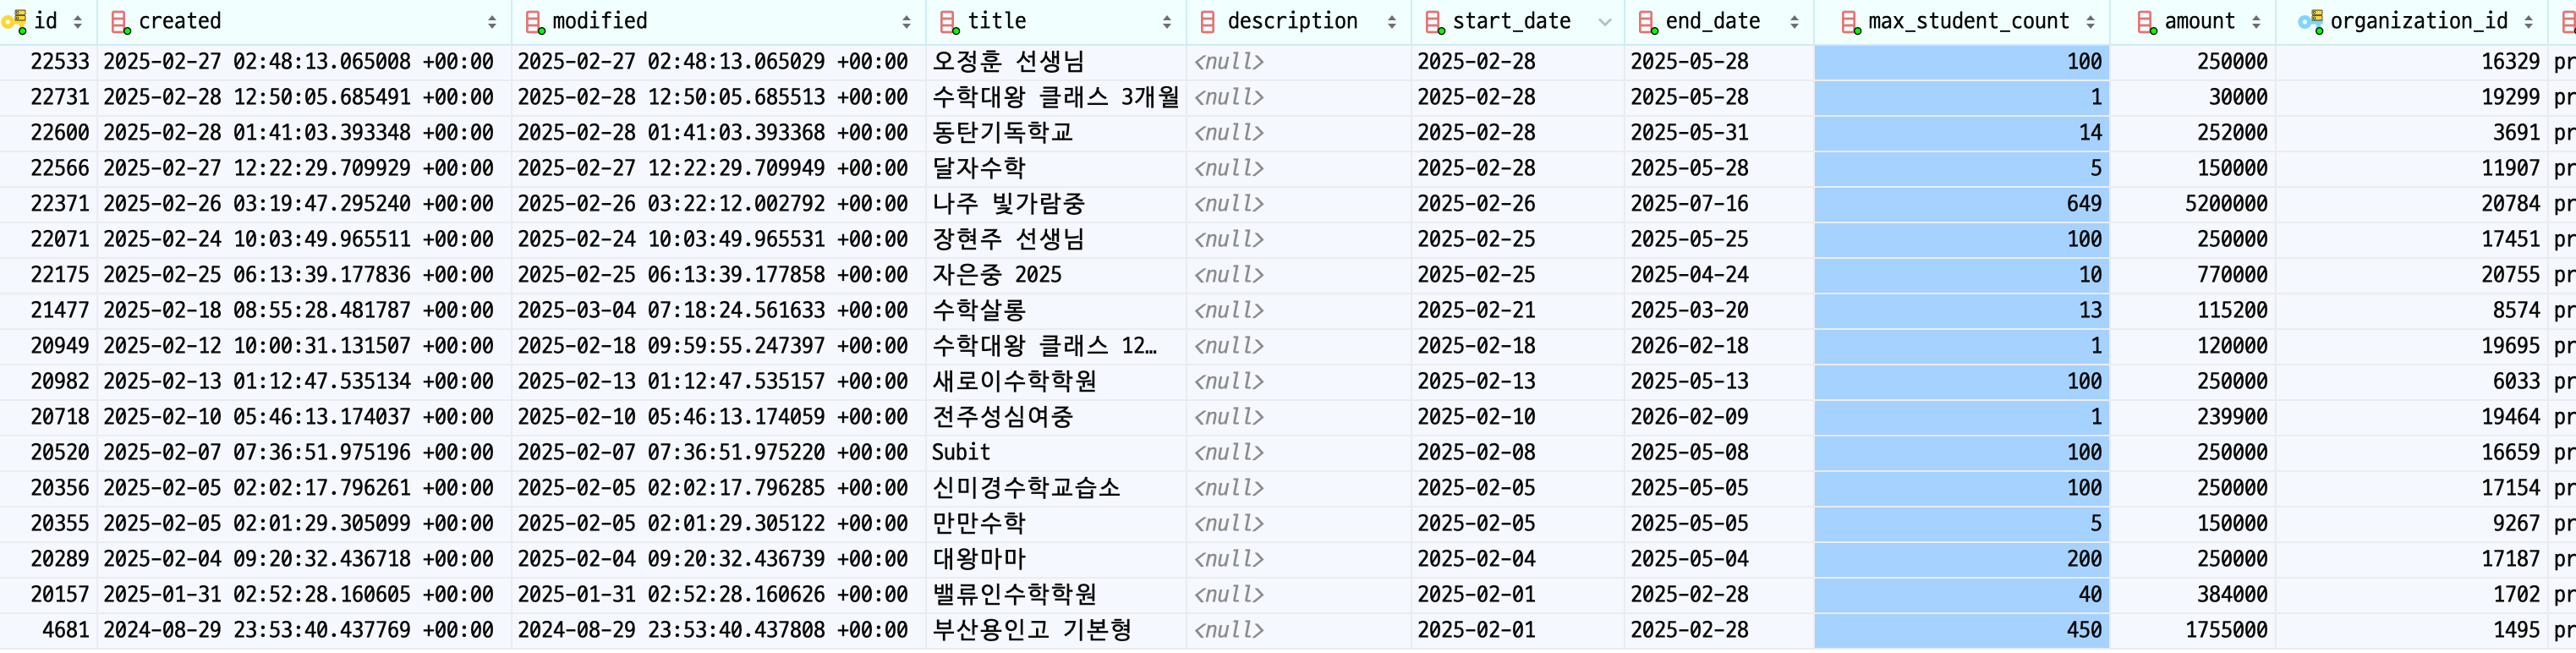 id created modified title description start_date end_date max_student_count amount organization_id
22533 2025-02-27 02:48:13.065008 +00:00 2025-02-27 02:48:13.065029 +00:00 오정훈 선생님 <null> 2025-02-28 2025-05-28 100 250000 16329 pr
22731 2025-02-28 12:50:05.685491 +00:00 2025-02-28 12:50:05.685513 +00:00 수학대왕 클래스 3개월 <null> 2025-02-28 2025-05-28 1 30000 19299 pr
22600 2025-02-28 01:41:03.393348 +00:00 2025-02-28 01:41:03.393368 +00:00 동탄기독학교 <null> 2025-02-28 2025-05-31 14 252000 3691 pr
22566 2025-02-27 12:22:29.709929 +00:00 2025-02-27 12:22:29.709949 +00:00 달자수학 <null> 2025-02-28 2025-05-28 5 150000 11907 pr
22371 2025-02-26 03:19:47.295240 +00:00 2025-02-26 03:22:12.002792 +00:00 나주 빛가람중 <null> 2025-02-26 2025-07-16 649 5200000 20784 pr
22071 2025-02-24 10:03:49.965511 +00:00 2025-02-24 10:03:49.965531 +00:00 장현주 선생님 <null> 2025-02-25 2025-05-25 100 250000 17451 pr
22175 2025-02-25 06:13:39.177836 +00:00 2025-02-25 06:13:39.177858 +00:00 자은중 2025 <null> 2025-02-25 2025-04-24 10 770000 20755 pr
21477 2025-02-18 08:55:28.481787 +00:00 2025-03-04 07:18:24.561633 +00:00 수학살롱 <null> 2025-02-21 2025-03-20 13 115200 8574 pr
20949 2025-02-12 10:00:31.131507 +00:00 2025-02-18 09:59:55.247397 +00:00 수학대왕 클래스 12… <null> 2025-02-18 2026-02-18 1 120000 19695 pr
20982 2025-02-13 01:12:47.535134 +00:00 2025-02-13 01:12:47.535157 +00:00 새로이수학학원 <null> 2025-02-13 2025-05-13 100 250000 6033 pr
20718 2025-02-10 05:46:13.174037 +00:00 2025-02-10 05:46:13.174059 +00:00 전주성심여중 <null> 2025-02-10 2026-02-09 1 239900 19464 pr
20520 2025-02-07 07:36:51.975196 +00:00 2025-02-07 07:36:51.975220 +00:00 Subit <null> 2025-02-08 2025-05-08 100 250000 16659 pr
20356 2025-02-05 02:02:17.796261 +00:00 2025-02-05 02:02:17.796285 +00:00 신미경수학교습소 <null> 2025-02-05 2025-05-05 100 250000 17154 pr
20355 2025-02-05 02:01:29.305099 +00:00 2025-02-05 02:01:29.305122 +00:00 만만수학 <null> 2025-02-05 2025-05-05 5 150000 9267 pr
20289 2025-02-04 09:20:32.436718 +00:00 2025-02-04 09:20:32.436739 +00:00 대왕마마 <null> 2025-02-04 2025-05-04 200 250000 17187 pr
20157 2025-01-31 02:52:28.160605 +00:00 2025-01-31 02:52:28.160626 +00:00 밸류인수학학원 <null> 2025-02-01 2025-02-28 40 384000 1702 pr
4681 2024-08-29 23:53:40.437769 +00:00 2024-08-29 23:53:40.437808 +00:00 부산용인고 기본형 <null> 2025-02-01 2025-02-28 450 1755000 1495 pr